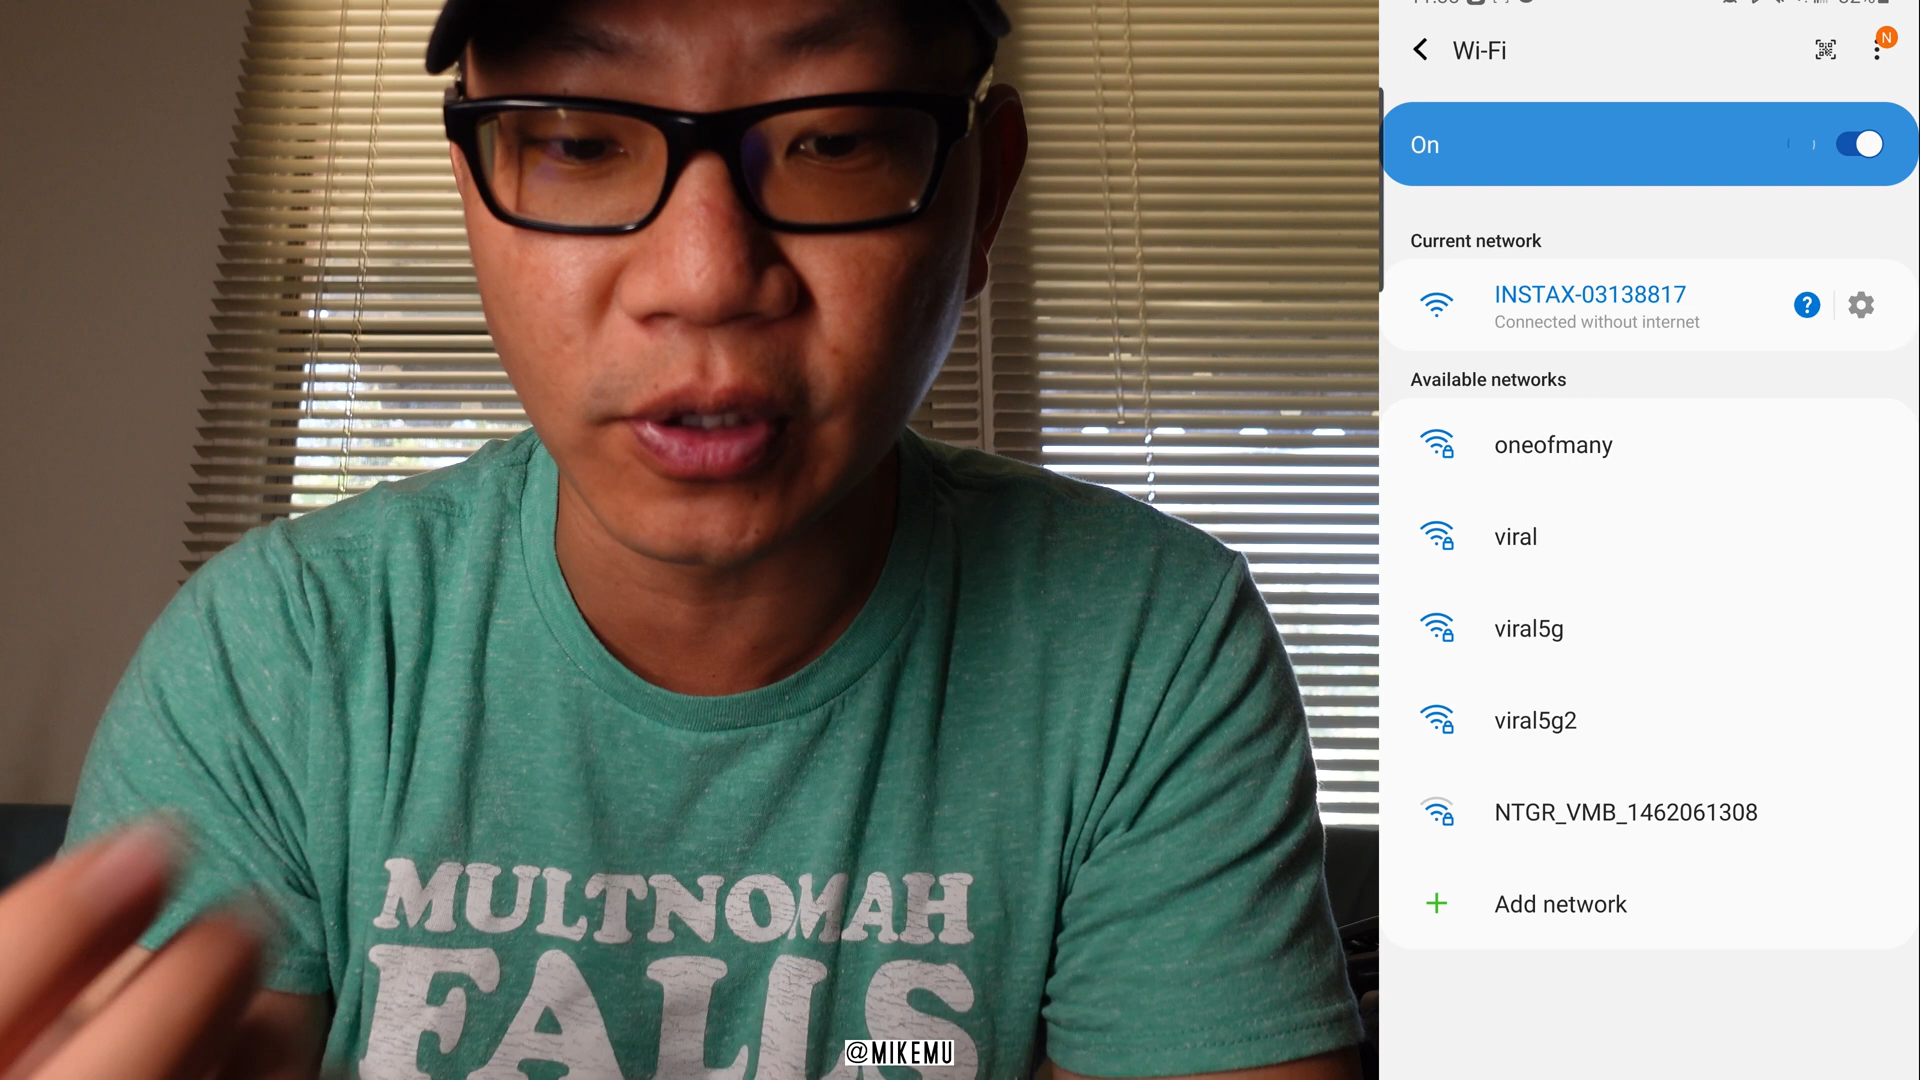 MULTNOMAH
FALLS
@MIKEMU
Wi-Fi
N
On
Current network
INSTAX-03138817
Connected without internet
?
Available networks
oneofmany
viral
viral5g
viral5g2
NTGR_VMB_1462061308
+ Add network